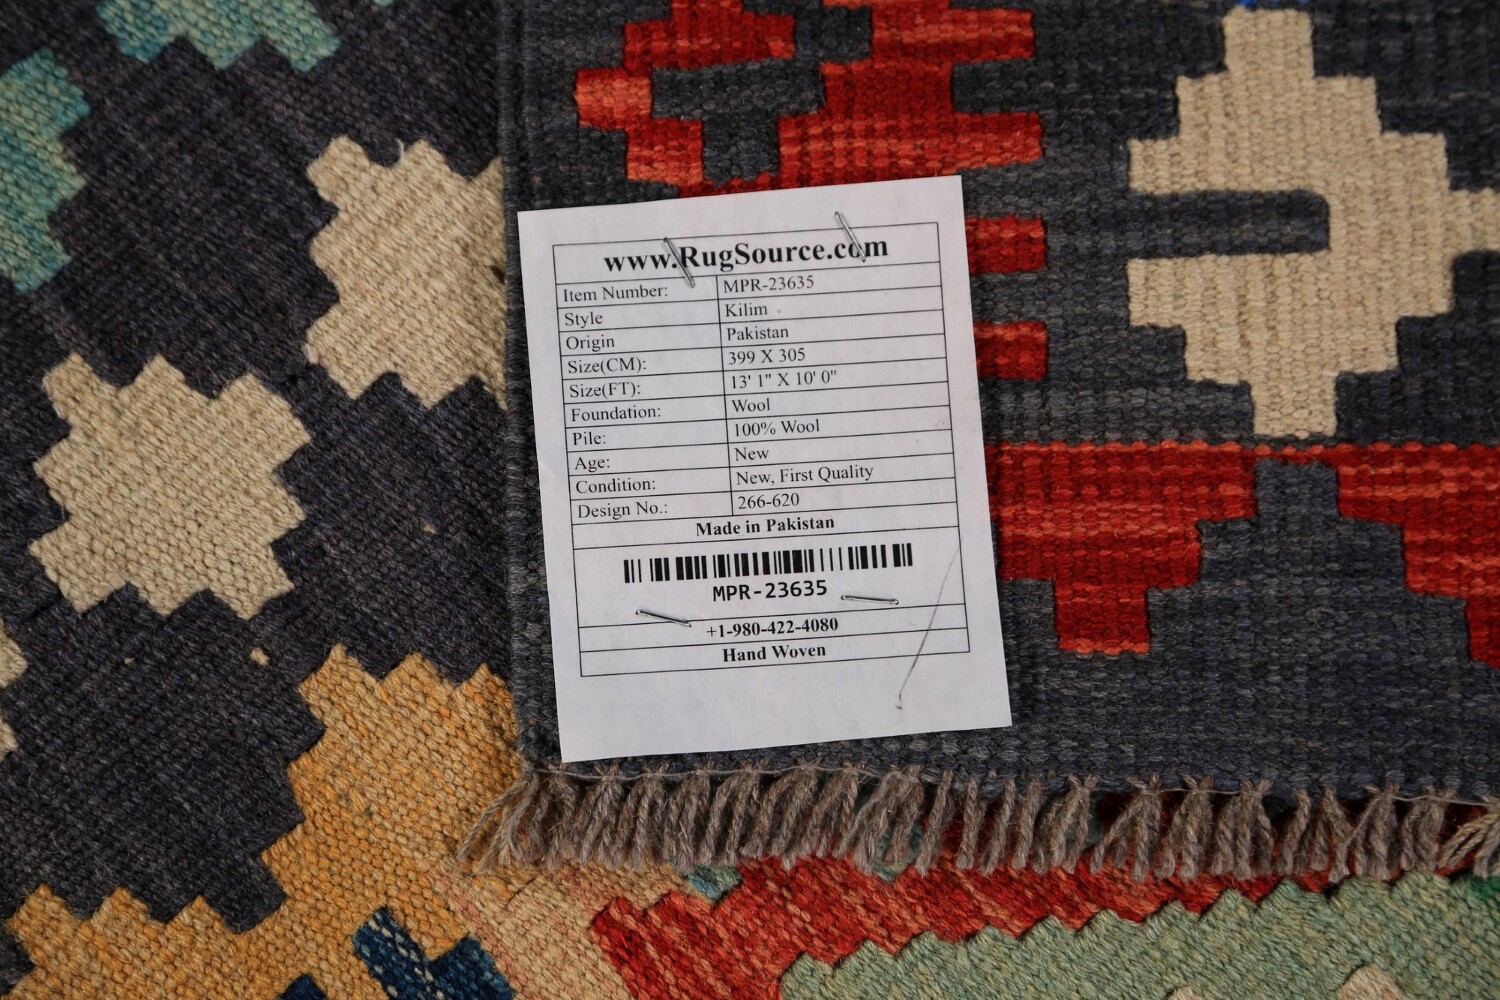 www.RugSource.com
Item Number: MPR-23635
Style Kilim
Origin Pakistan
Size(CM): 399 X 305
Size(FT): 13' 1" X 10' 0"
Foundation: Wool
Pile: 100% Wool
Age: New
Condition: New, First Quality
Design No.: 266-620
Made in Pakistan
MPR-23635
+1-980-422-4080
Hand Woven